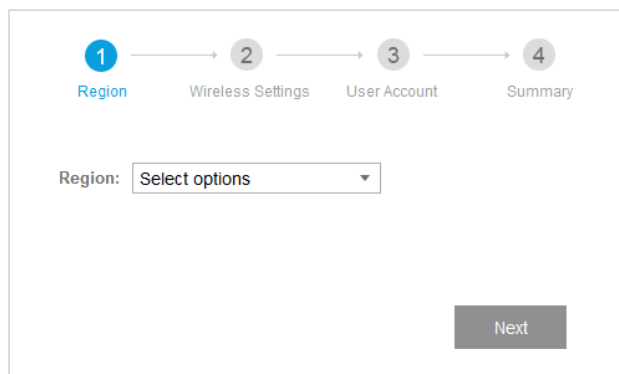 1 2 3 4
Region Wireless Settings User Account Summary
Region: Select options
Next